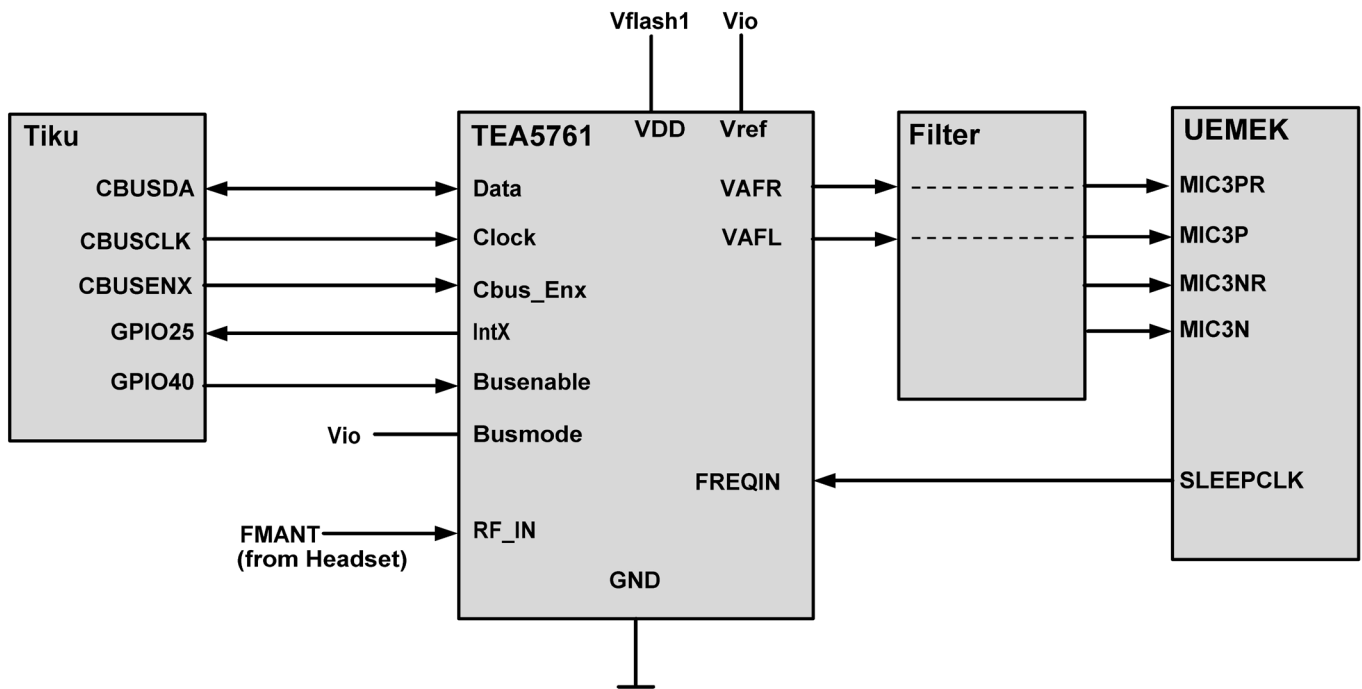 Vflash1
Vio
Tiku
CBUSDA
CBUSCLK
CBUSENX
GPIO25
GPIO40
TEA5761
VDD
Vref
Data
Clock
Cbus_Enx
IntX
Busenable
Busmode
RF_IN
VAFR
VAFL
FREQIN
GND
Vio
FMANT
(from Headset)
Filter
UEMEK
MIC3PR
MIC3P
MIC3NR
MIC3N
SLEEPCLK